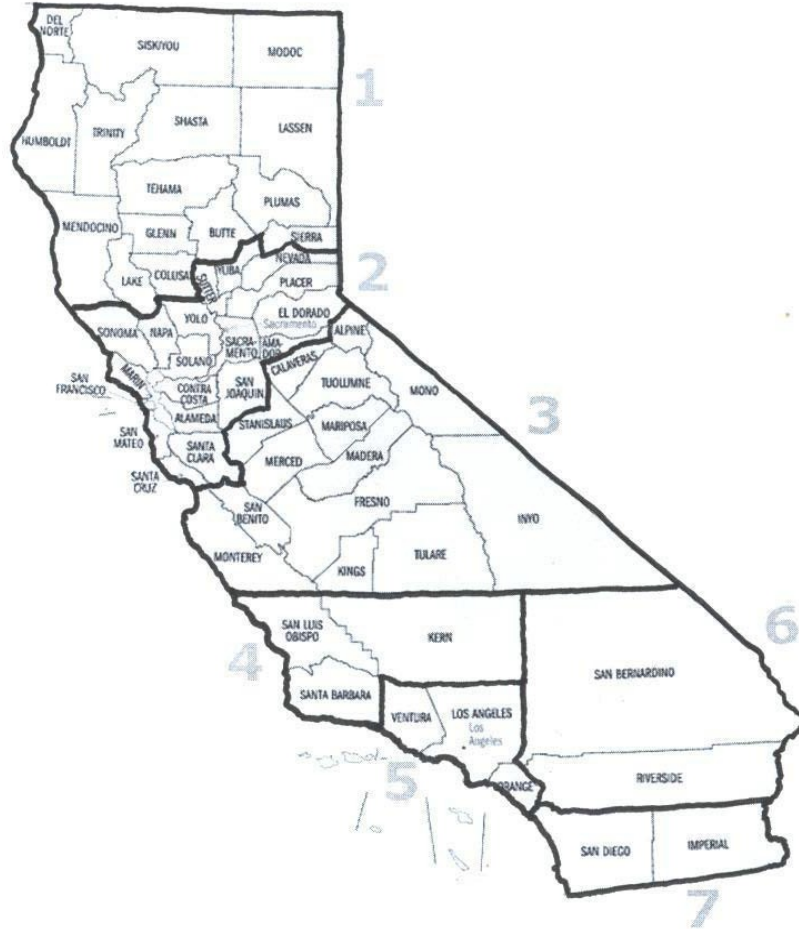 DEL
NORTE
SISKIYOU
MODOC
1
HUMBOLDT
TRINITY
SHASTA
LASSEN
TEHAMA
PLUMAS
MENDOCINO
GLENN
BUTTE
SIERRA
LAKE
COLUSA
SUTTER
YUBA
NEVADA
2
PLACER
SONOMA
NAPA
YOLO
EL DORADO
Sacramento
SACRA-
MENTO
AMA-
DOR
ALPINE
SOLANO
MARIN
CALAVERAS
TUOLUMNE
MONO
SAN
FRANCISCO
CONTRA
COSTA
SAN
JOAQUIN
3
ALAMEDA
STANISLAUS
MARIPOSA
SAN
MATEO
SANTA
CLARA
MERCED
MADERA
SANTA
CRUZ
SAN
BENITO
FRESNO
INYO
MONTEREY
KINGS
TULARE
SAN LUIS
OBISPO
KERN
6
4
SAN BERNARDINO
SANTA BARBARA
VENTURA
LOS ANGELES
Los
Angeles
5
ORANGE
RIVERSIDE
SAN DIEGO
IMPERIAL
7